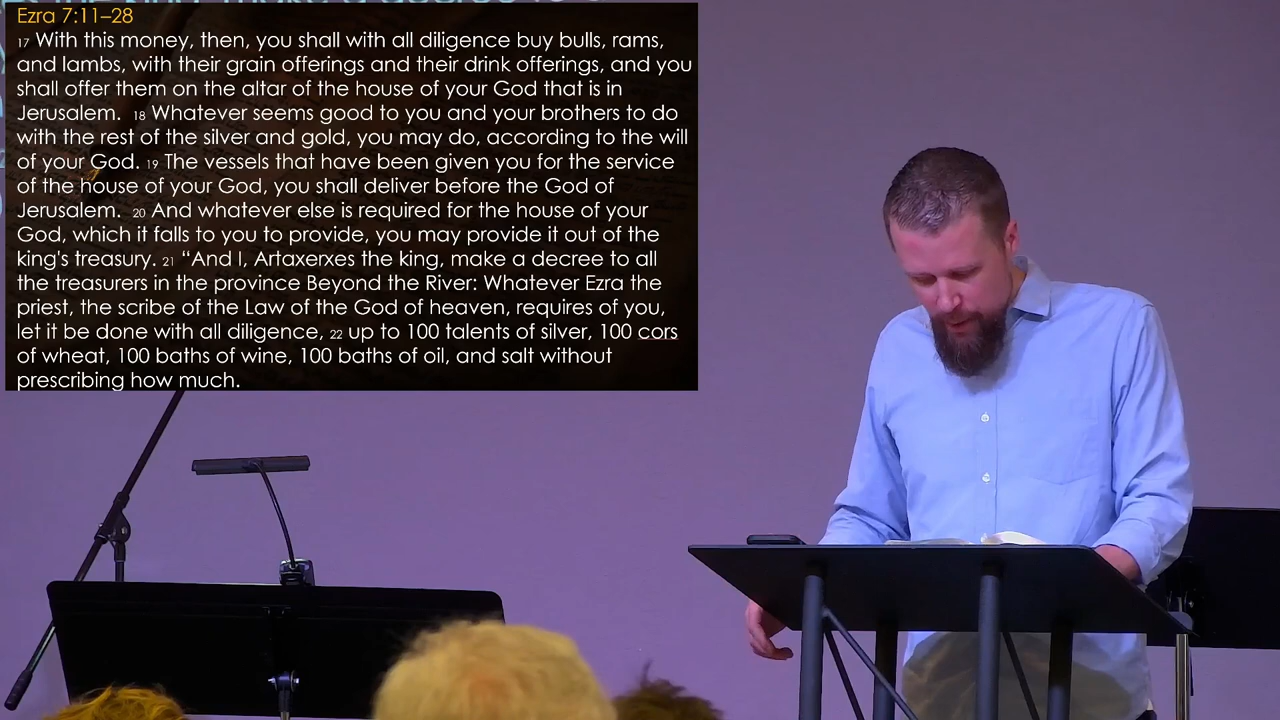 Ezra 7:11–28
17 With this money, then, you shall with all diligence buy bulls, rams,
and lambs, with their grain offerings and their drink offerings, and you
shall offer them on the altar of the house of your God that is in
Jerusalem. 18 Whatever seems good to you and your brothers to do
with the rest of the silver and gold, you may do, according to the will
of your God. 19 The vessels that have been given you for the service
of the house of your God, you shall deliver before the God of
Jerusalem. 20 And whatever else is required for the house of your
God, which it falls to you to provide, you may provide it out of the
king's treasury. 21 “And I, Artaxerxes the king, make a decree to all
the treasurers in the province Beyond the River: Whatever Ezra the
priest, the scribe of the Law of the God of heaven, requires of you,
let it be done with all diligence, 22 up to 100 talents of silver, 100 cors
of wheat, 100 baths of wine, 100 baths of oil, and salt without
prescribing how much.